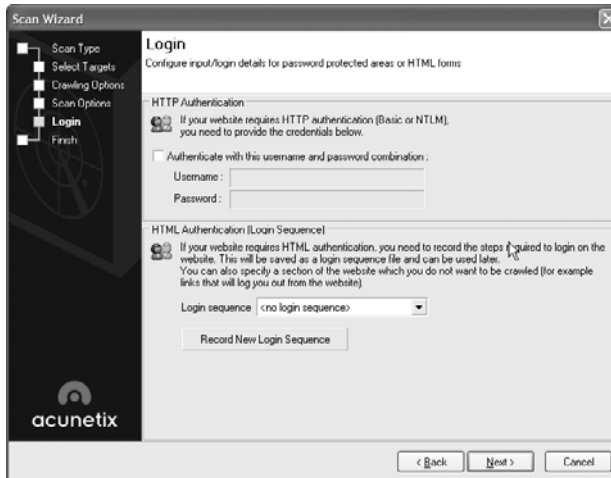 Scan Wizard
Scan Type
Select Targets
Crawling Options
Scan Options
Login
Finish
acunetix
Login
Configure input/login details for password protected areas or HTML forms
HTTP Authentication
If your website requires HTTP authentication (Basic or NTLM),
you need to provide the credentials below.
Authenticate with this username and password combination :
Username :
Password :
HTML Authentication (Login Sequence)
If your website requires HTML authentication, you need to record the steps required to login on the
website. This will be saved as a login sequence file and can be used later.
You can also specify a section of the website which you do not want to be crawled (for example
links that will log you out from the website).
Login sequence <no login sequence>
Record New Login Sequence
< Back
Next >
Cancel